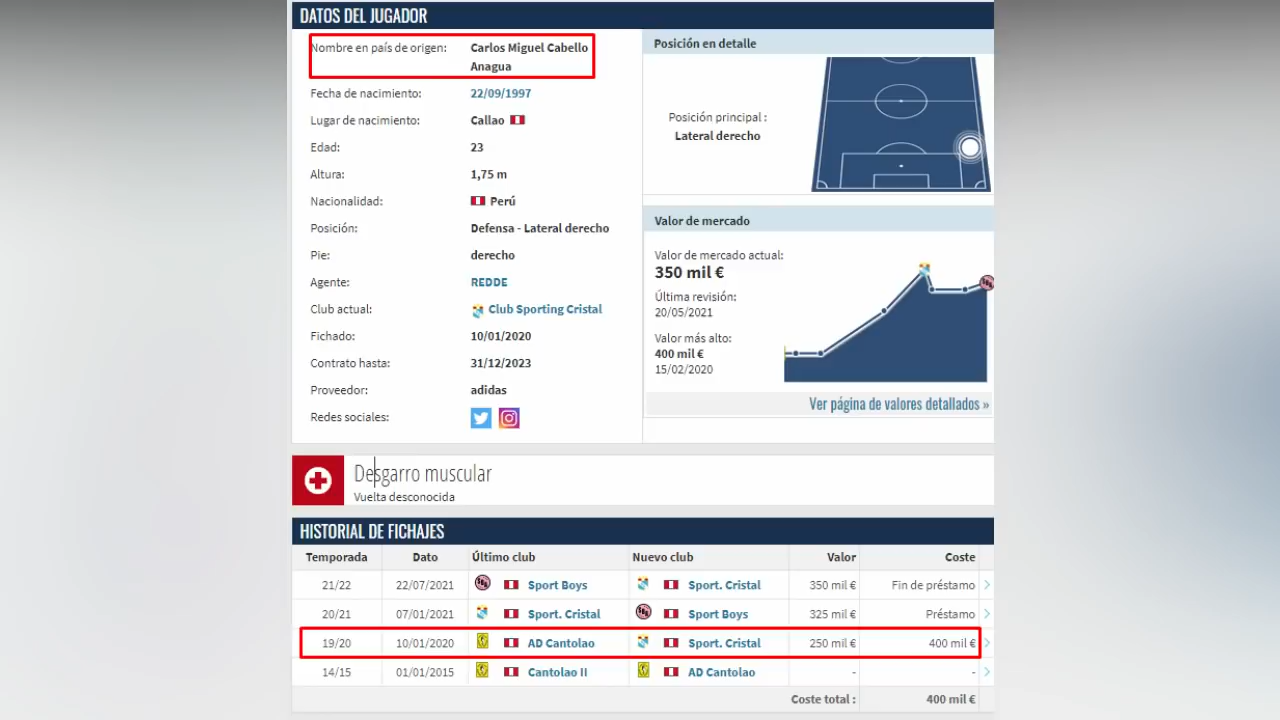 DATOS DEL JUGADOR
Nombre en país de origen: Carlos Miguel Cabello
Anagua
Fecha de nacimiento: 22/09/1997
Lugar de nacimiento: Callao
Edad: 23
Altura: 1,75 m
Nacionalidad: Perú
Posición: Defensa - Lateral derecho
Pie: derecho
Agente: REDDE
Club actual: Club Sporting Cristal
Fichado: 10/01/2020
Contrato hasta: 31/12/2023
Proveedor: adidas
Redes sociales:
Posición en detalle
Posición principal :
Lateral derecho
Valor de mercado
Valor de mercado actual:
350 mil €
Última revisión:
20/05/2021
Valor más alto:
400 mil €
15/02/2020
Ver página de valores detallados »
Desgarro muscular
Vuelta desconocida
HISTORIAL DE FICHAJES
Temporada Dato Último club Nuevo club Valor Coste
21/22 22/07/2021 Sport Boys Sport. Cristal 350 mil € Fin de préstamo
20/21 07/01/2021 Sport. Cristal Sport Boys 325 mil € Préstamo
19/20 10/01/2020 AD Cantolao Sport. Cristal 250 mil € 400 mil €
14/15 01/01/2015 Cantolao II AD Cantolao - -
Coste total : 400 mil €